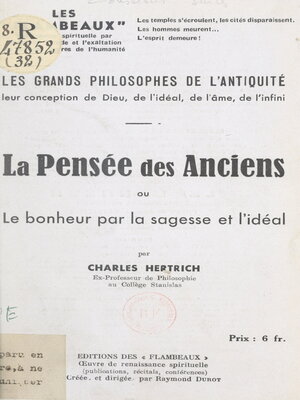 LES
"
8. R
47852
(32)
spirituelle par
de et l'exaltation
res de l'humanité
Les temples s'écroulent, les cités disparaissent.
Les hommes meurent...
L'esprit demeure !
LES GRANDS PHILOSOPHES DE L'ANTIQUITÉ
leur conception de Dieu, de l'idéal, de l'âme, de l'infini
La Pensée des Anciens
ou
Le bonheur par la sagesse et l'idéal
par
CHARLES HERTRICH
Ex-Professeur de Philosophie
au Collège Stanislas
Prix : 6 fr.
EDITIONS DES « FLAMBEAUX »
Œuvre de renaissance spirituelle
(publications, récitals, conférences)
Créée et dirigée par Raymond DUROT